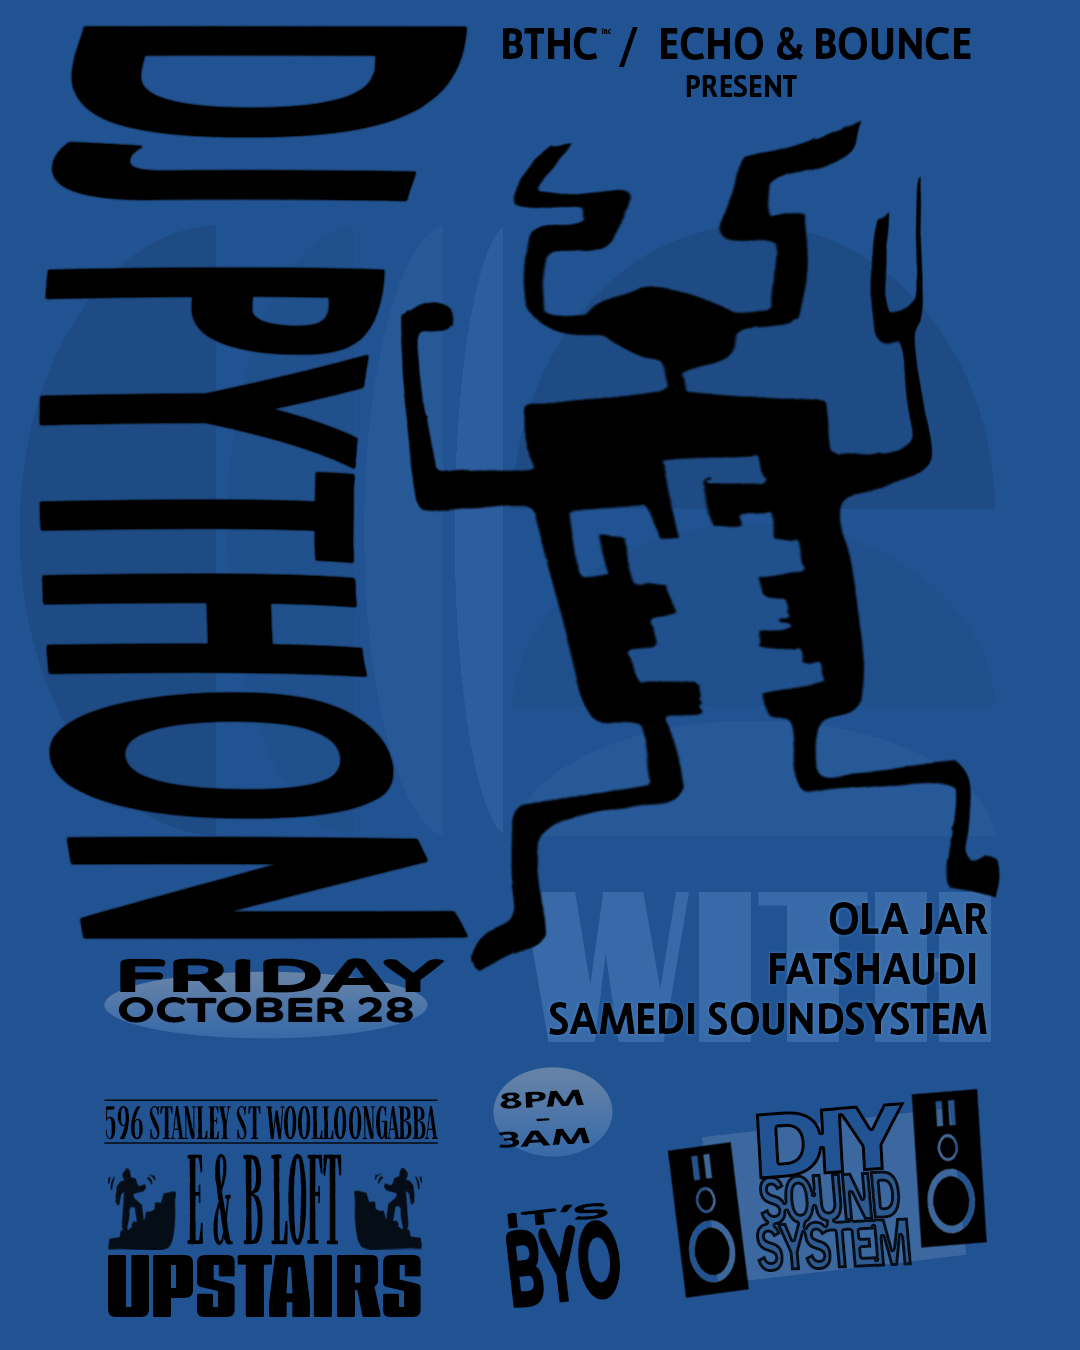 BTHC inc / ECHO & BOUNCE
PRESENT
DJ PYTHON
WITH
OLA JAR
FATSHAUDI
SAMEDI SOUNDSYSTEM
FRIDAY
OCTOBER 28
596 STANLEY ST WOOLLOONGABBA
E & B LOFT
UPSTAIRS
8PM
–
3AM
IT'S
BYO
DIY
SOUND
SYSTEM